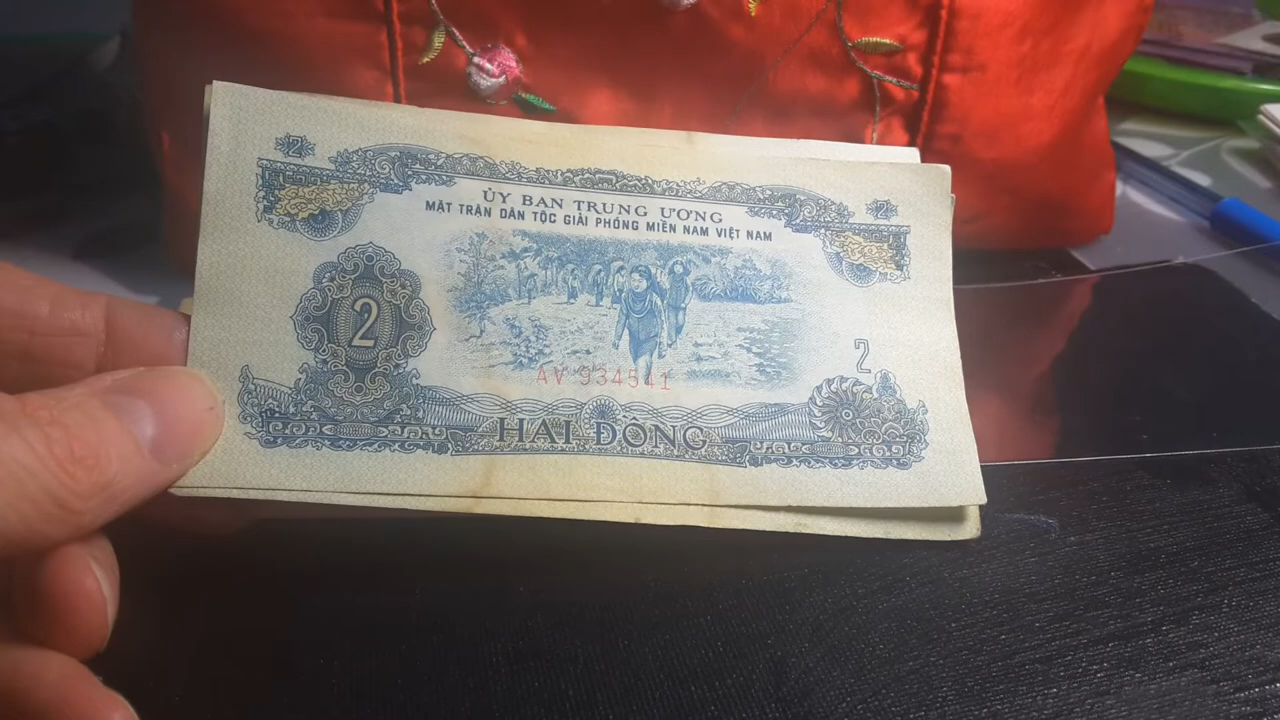 2
2
ỦY BAN TRUNG ƯƠNG
MẶT TRẬN DÂN TỘC GIẢI PHÓNG MIỀN NAM VIỆT NAM
2
2
AV 934541
HAI ĐỒNG